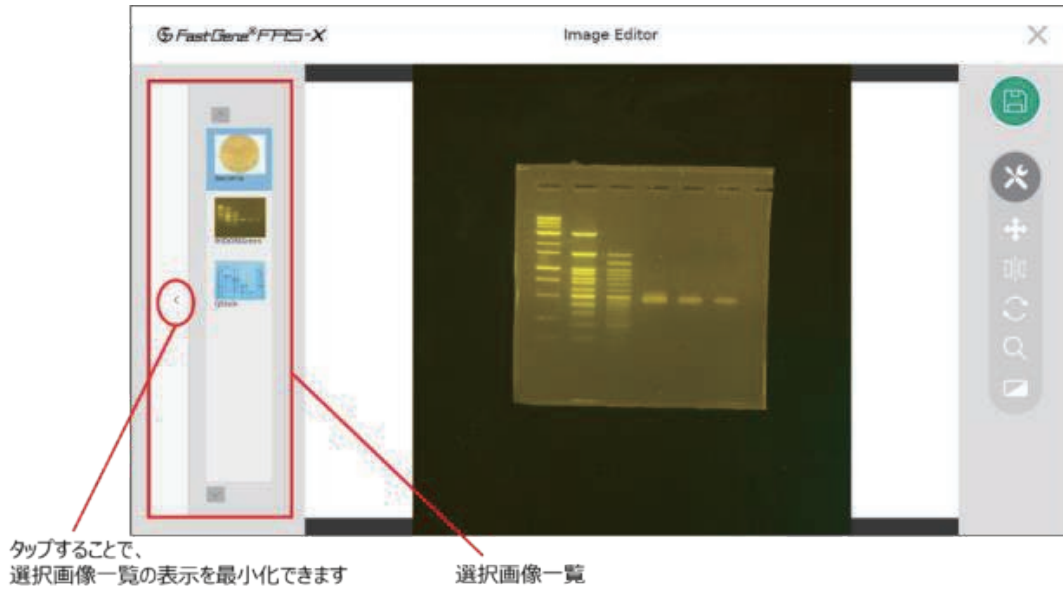 FastGene® FAS-X
Image Editor
タップすることで、
選択画像一覧の表示を最小化できます
選択画像一覧